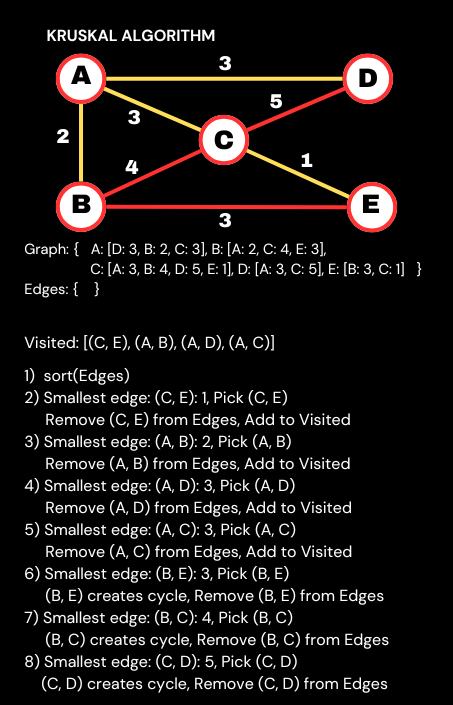 KRUSKAL ALGORITHM
A
3
D
5
2
3
C
4
1
B
3
E
Graph: { A: [D: 3, B: 2, C: 3], B: [A: 2, C: 4, E: 3],
C: [A: 3, B: 4, D: 5, E: 1], D: [A: 3, C: 5], E: [B: 3, C: 1] }
Edges: { }
Visited: [(C, E), (A, B), (A, D), (A, C)]
1) sort(Edges)
2) Smallest edge: (C, E): 1, Pick (C, E)
Remove (C, E) from Edges, Add to Visited
3) Smallest edge: (A, B): 2, Pick (A, B)
Remove (A, B) from Edges, Add to Visited
4) Smallest edge: (A, D): 3, Pick (A, D)
Remove (A, D) from Edges, Add to Visited
5) Smallest edge: (A, C): 3, Pick (A, C)
Remove (A, C) from Edges, Add to Visited
6) Smallest edge: (B, E): 3, Pick (B, E)
(B, E) creates cycle, Remove (B, E) from Edges
7) Smallest edge: (B, C): 4, Pick (B, C)
(B, C) creates cycle, Remove (B, C) from Edges
8) Smallest edge: (C, D): 5, Pick (C, D)
(C, D) creates cycle, Remove (C, D) from Edges